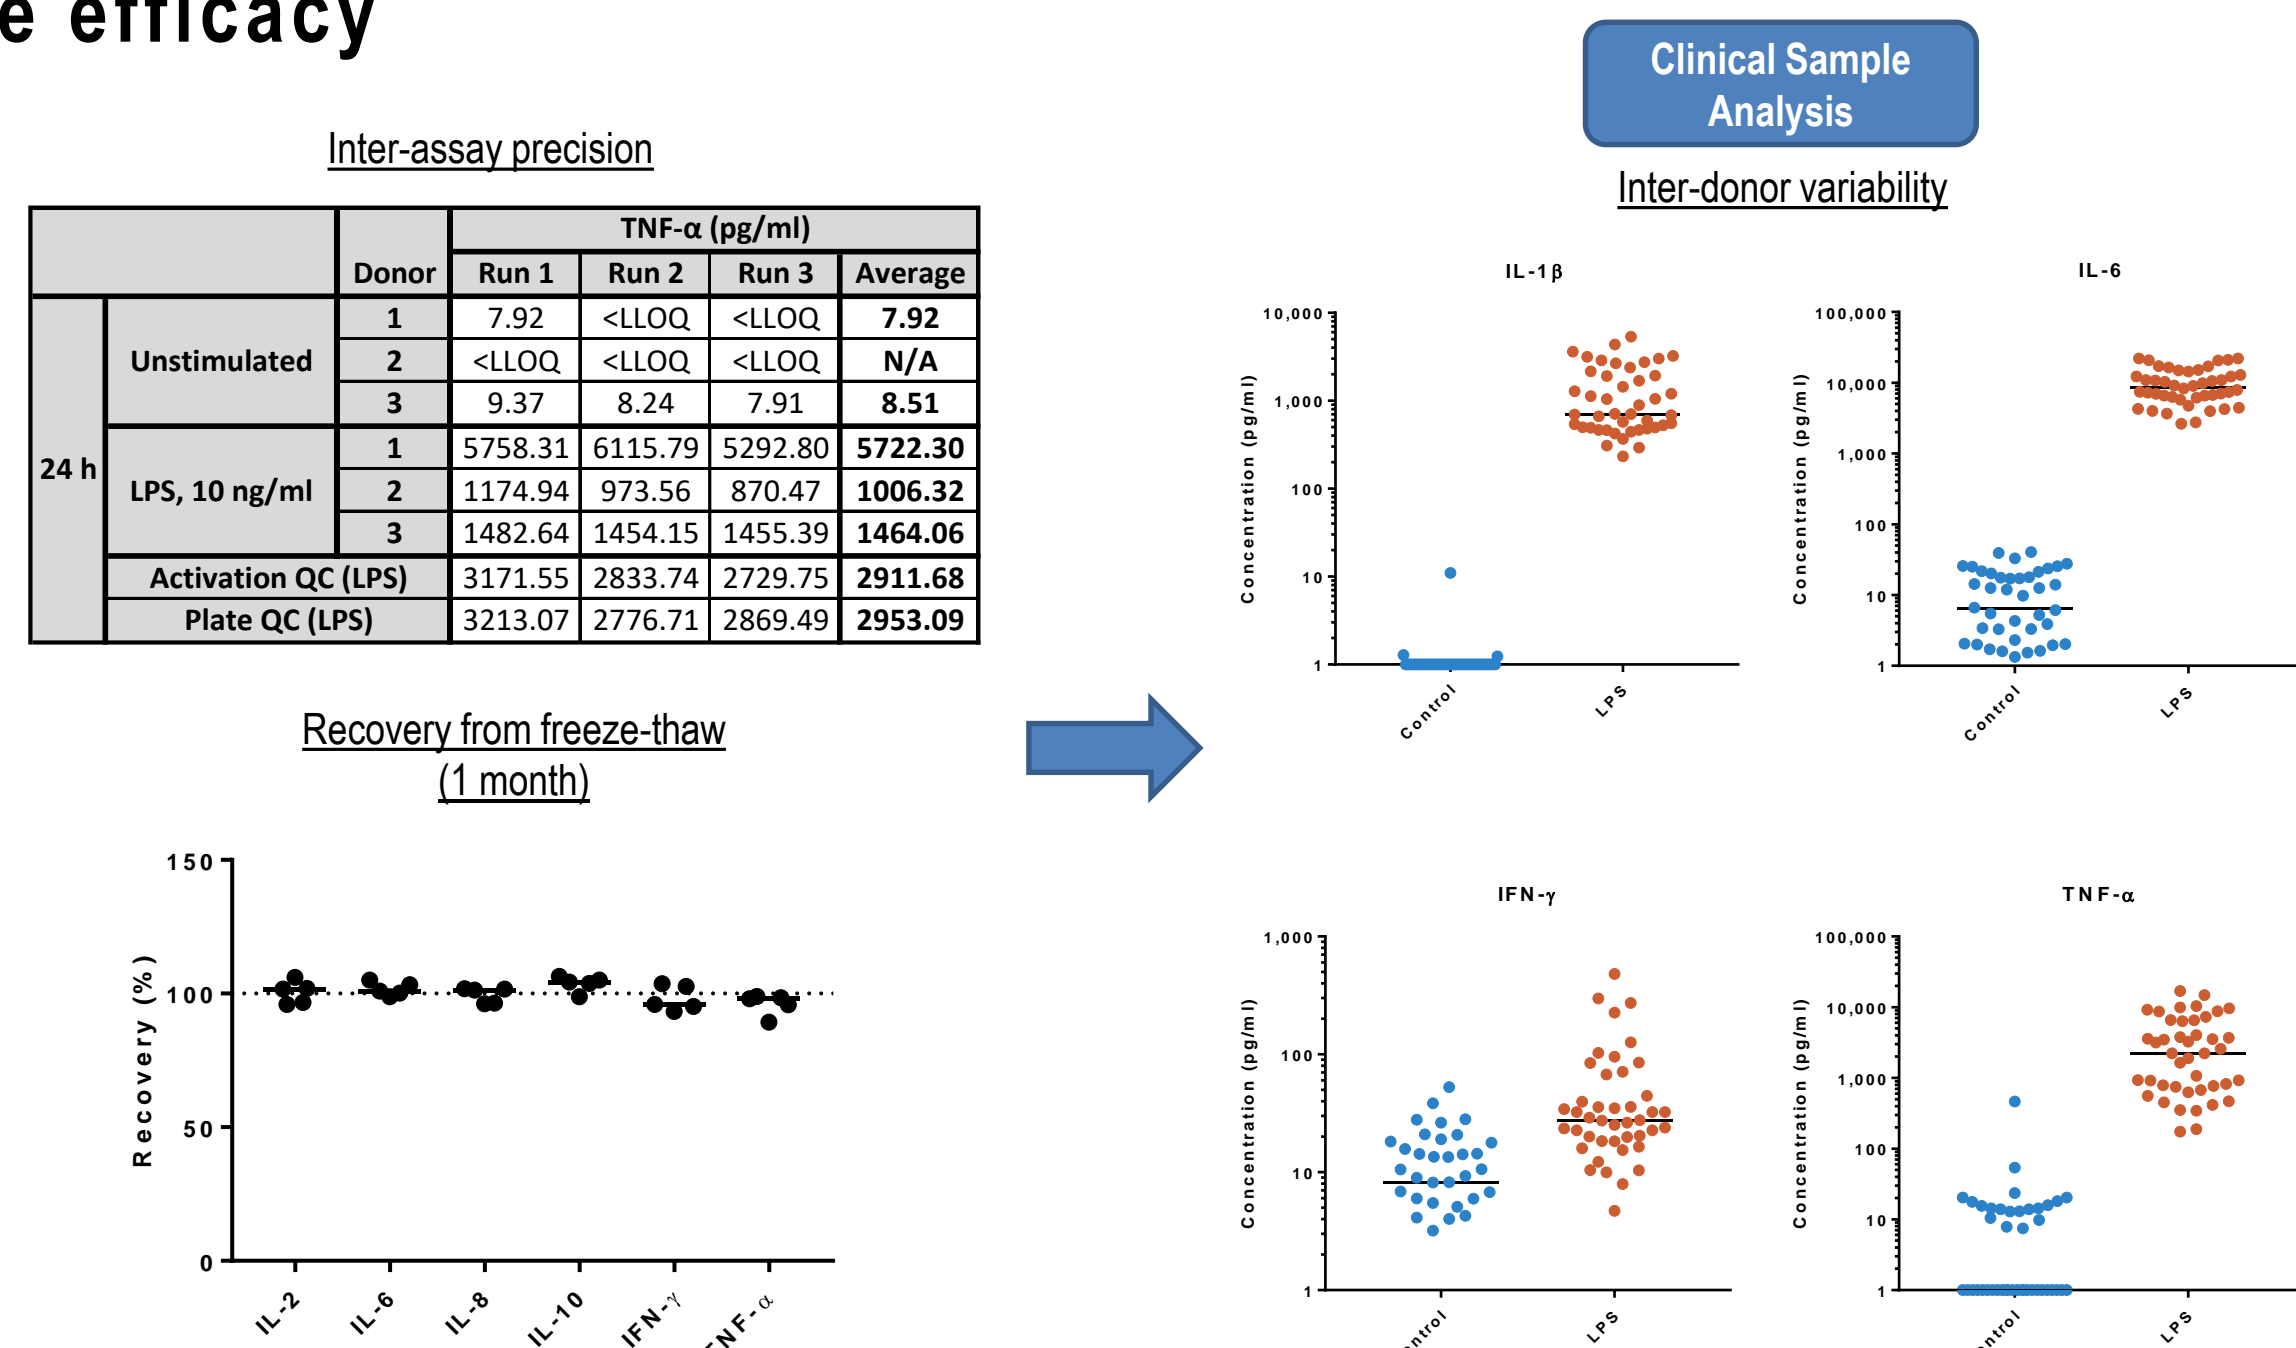 e efficacy
Inter-assay precision
TNF-α (pg/ml)
Donor Run 1 Run 2 Run 3 Average
24 h
Unstimulated
1 7.92 <LLOQ <LLOQ 7.92
2 <LLOQ <LLOQ <LLOQ N/A
3 9.37 8.24 7.91 8.51
LPS, 10 ng/ml
1 5758.31 6115.79 5292.80 5722.30
2 1174.94 973.56 870.47 1006.32
3 1482.64 1454.15 1455.39 1464.06
Activation QC (LPS) 3171.55 2833.74 2729.75 2911.68
Plate QC (LPS) 3213.07 2776.71 2869.49 2953.09
Recovery from freeze-thaw
(1 month)
Recovery (%)
150
100
50
0
IL-2 IL-6 IL-8 IL-10 IFN-γ TNF-α
Clinical Sample
Analysis
Inter-donor variability
IL-1β
Concentration (pg/ml)
10,000
1,000
100
10
1
Control LPS
IL-6
Concentration (pg/ml)
100,000
10,000
1,000
100
10
1
Control LPS
IFN-γ
Concentration (pg/ml)
1,000
100
10
1
ontrol LPS
TNF-α
Concentration (pg/ml)
100,000
10,000
1,000
100
10
1
ontrol LPS